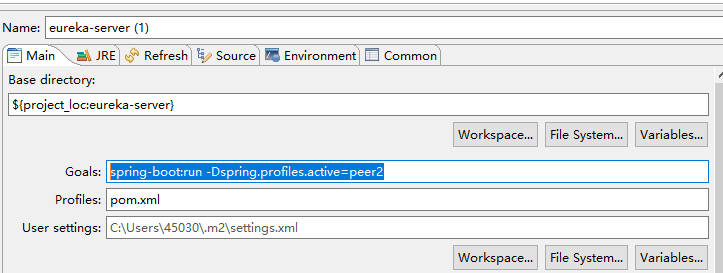 Name: eureka-server (1)
Main JRE Refresh Source Environment Common
Base directory:
${project_loc:eureka-server}
Workspace... File System... Variables...
Goals: spring-boot:run -Dspring.profiles.active=peer2
Profiles: pom.xml
User settings: C:\Users\45030\.m2\settings.xml
Workspace... File System... Variables...